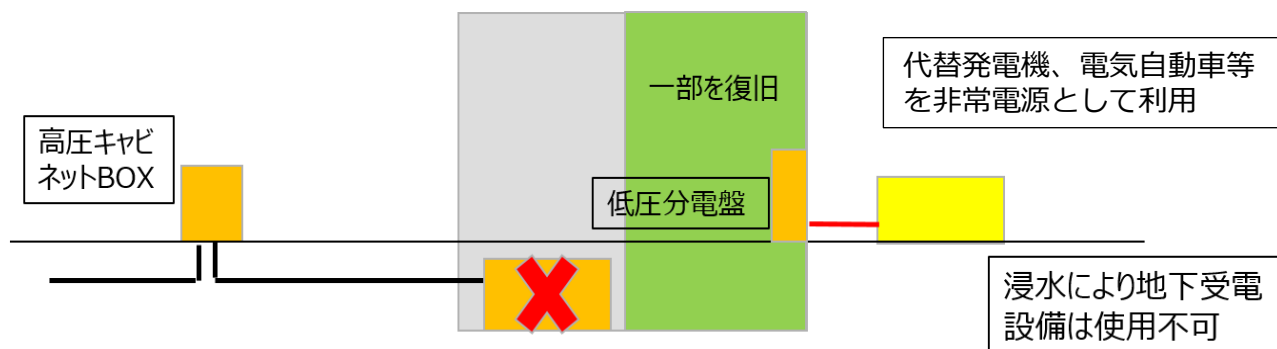 高圧キャビ
ネットBOX
一部を復旧
低圧分電盤
代替発電機、電気自動車等
を非常電源として利用
浸水により地下受電
設備は使用不可